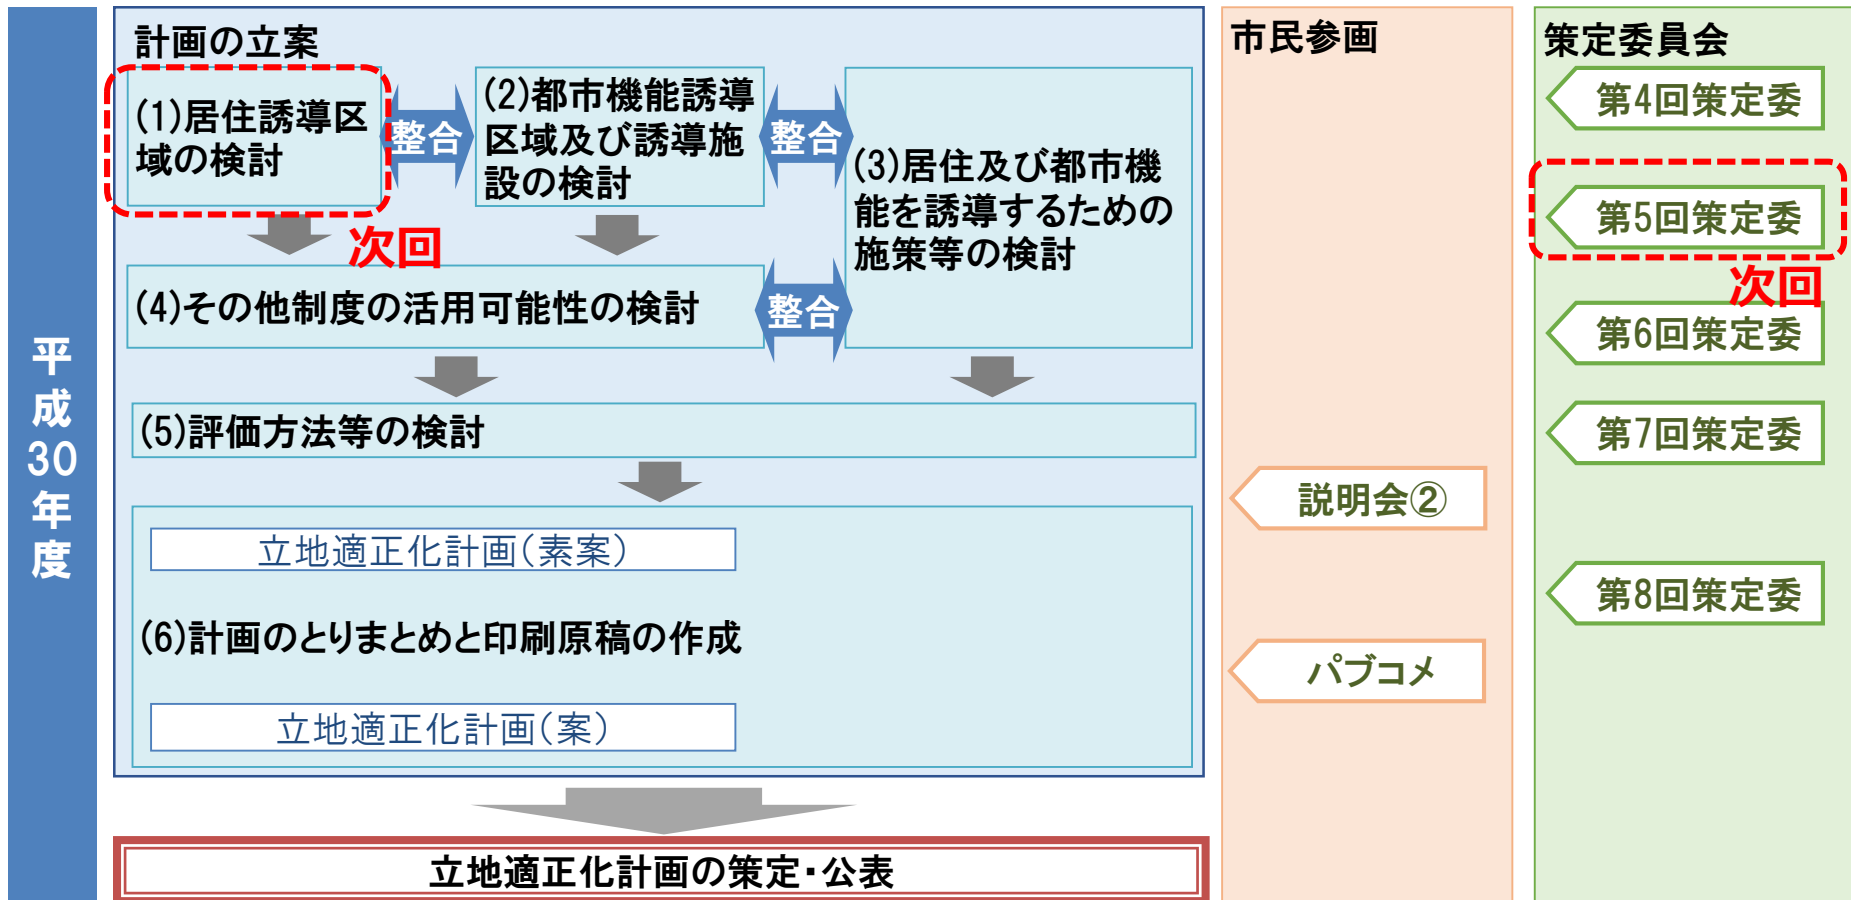 平成30年度
計画の立案
(1)居住誘導区
域の検討
整合
(2)都市機能誘導
区域及び誘導施
設の検討
整合
(3)居住及び都市機
能を誘導するための
施策等の検討
次回
(4)その他制度の活用可能性の検討
整合
(5)評価方法等の検討
立地適正化計画(素案)
(6)計画のとりまとめと印刷原稿の作成
立地適正化計画(案)
立地適正化計画の策定・公表
市民参画
説明会②
パブコメ
策定委員会
第4回策定委
第5回策定委
次回
第6回策定委
第7回策定委
第8回策定委